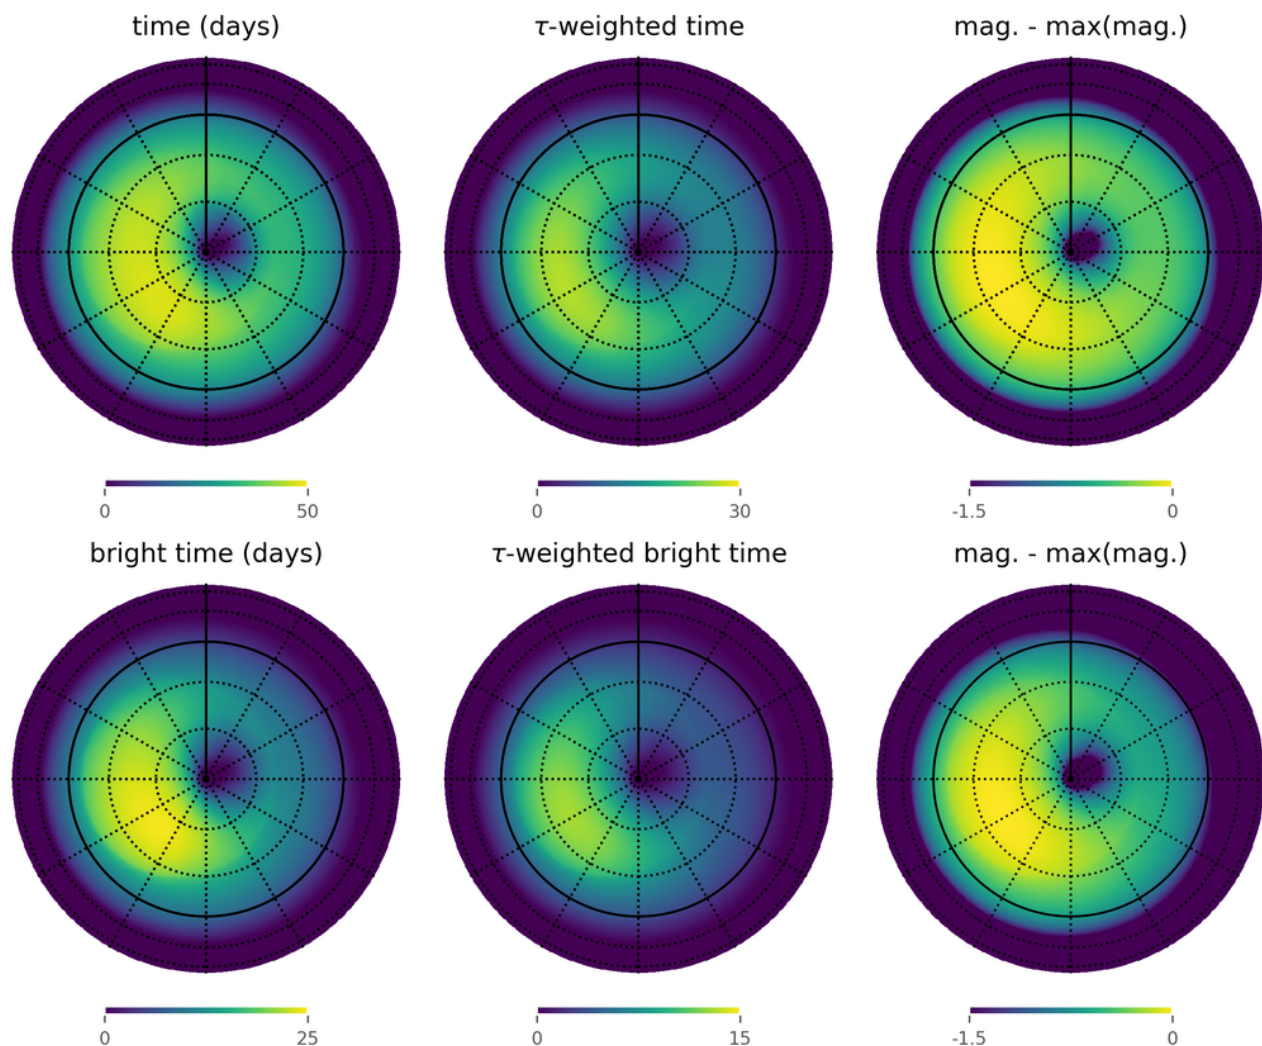 time (days) τ-weighted time mag. - max(mag.)
0 50 0 30 -1.5 0
bright time (days) τ-weighted bright time mag. - max(mag.)
0 25 0 15 -1.5 0